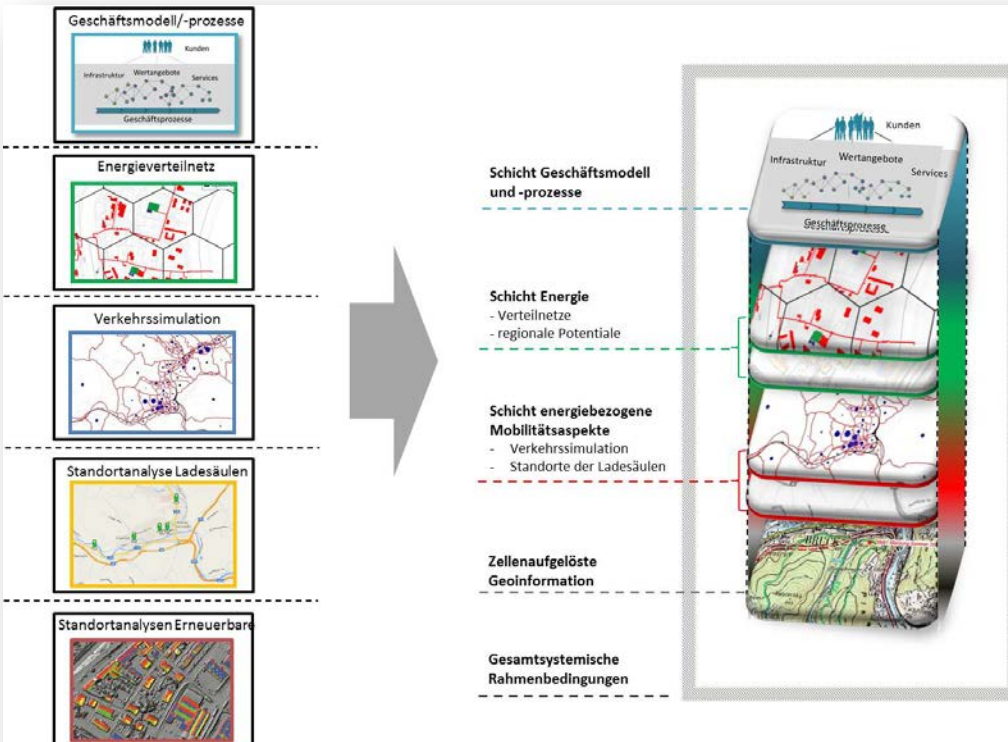 Geschäftsmodell/-prozesse
Kunden
Infrastruktur
Wertangebote
Services
Geschäftsprozesse
Energieverteilnetz
Verkehrssimulation
Standortanalyse Ladesäulen
Standortanalysen Erneuerbare
Schicht Geschäftsmodell
und -prozesse
Schicht Energie
- Verteilnetze
- regionale Potentiale
Schicht energiebezogene
Mobilitätsaspekte
- Verkehrssimulation
- Standorte der Ladesäulen
Zellenaufgelöste
Geoinformation
Gesamtsystemische
Rahmenbedingungen
Kunden
Infrastruktur
Wertangebote
Services
Geschäftsprozesse